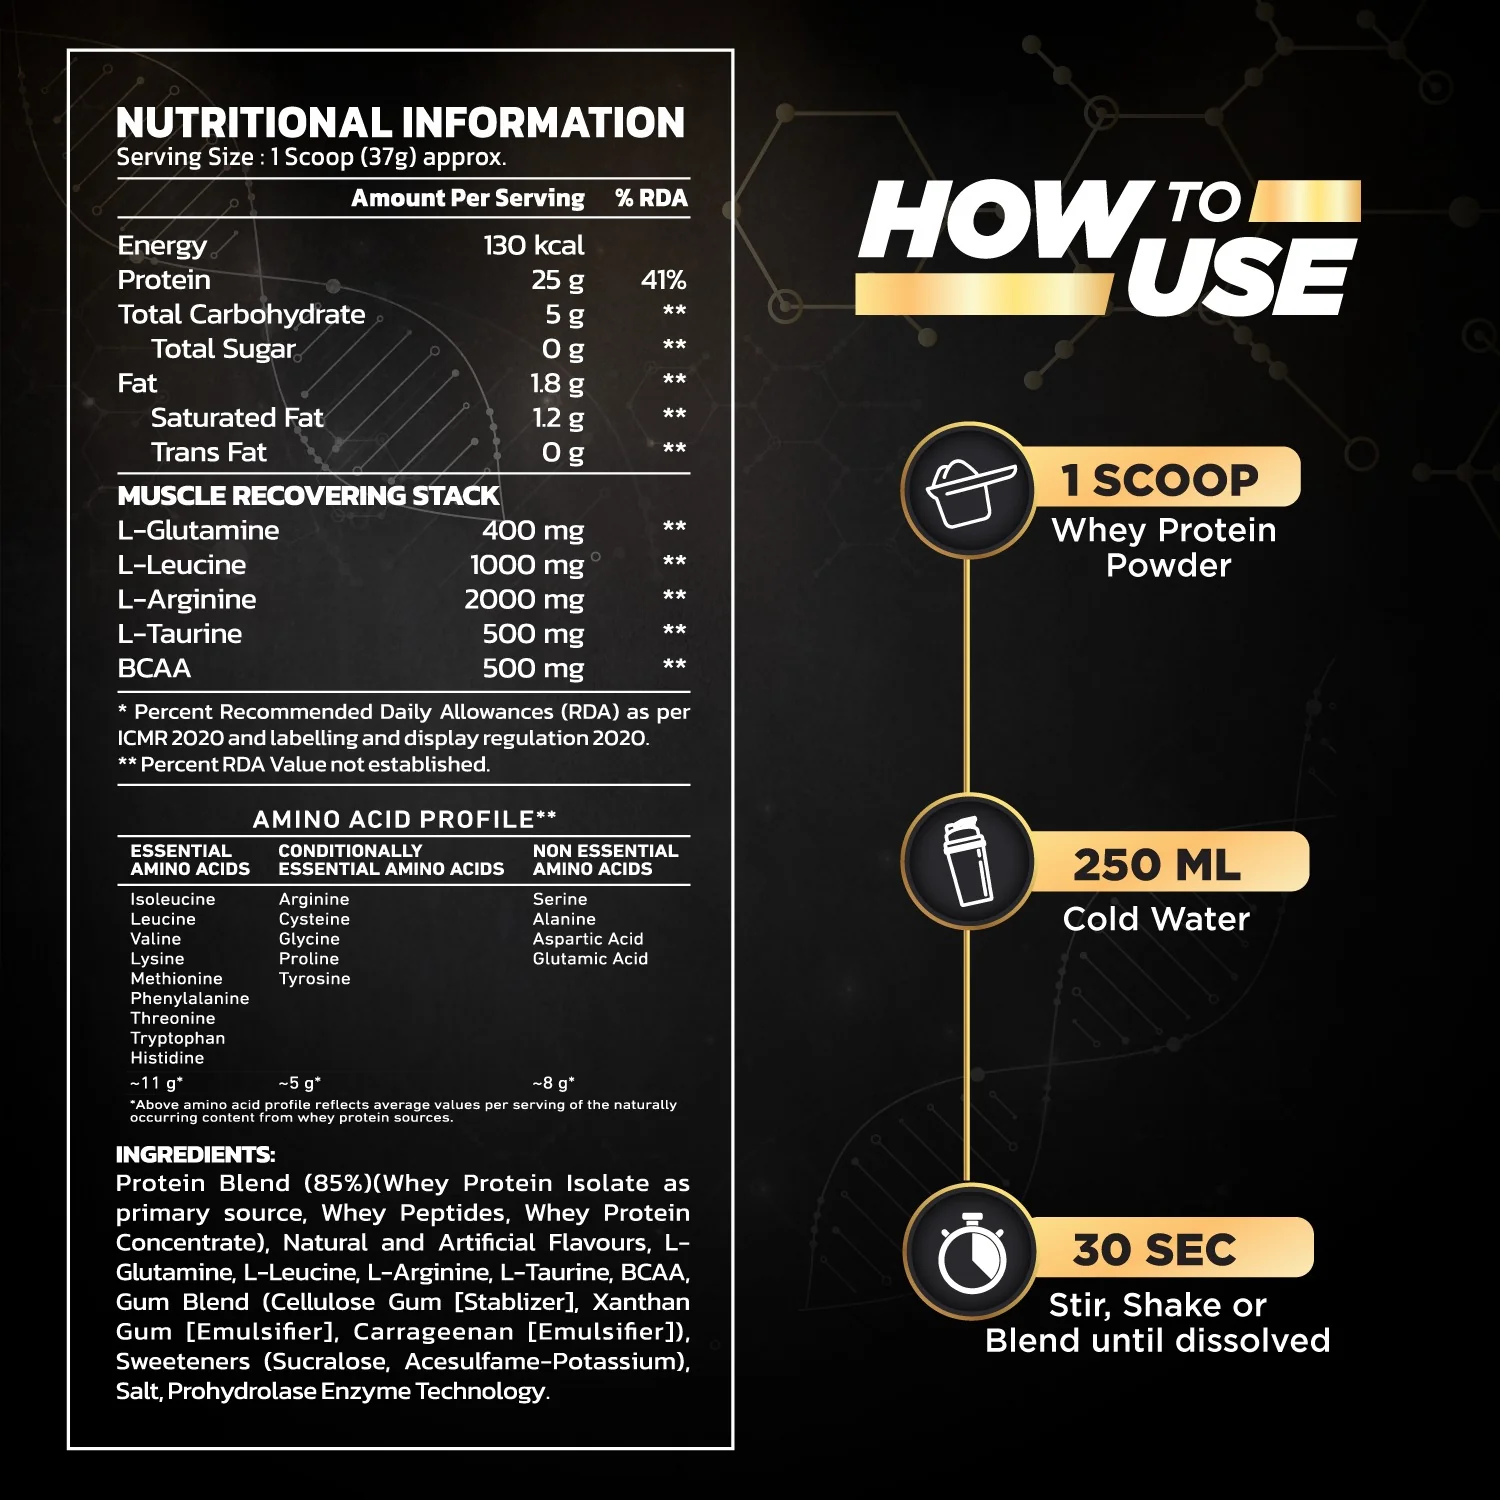 NUTRITIONAL INFORMATION
Serving Size : 1 Scoop (37g) approx.
Amount Per Serving % RDA
Energy 130 kcal
Protein 25 g 41%
Total Carbohydrate 5 g **
Total Sugar 0 g **
Fat 1.8 g **
Saturated Fat 1.2 g **
Trans Fat 0 g **
MUSCLE RECOVERING STACK
L-Glutamine 400 mg **
L-Leucine 1000 mg **
L-Arginine 2000 mg **
L-Taurine 500 mg **
BCAA 500 mg **
* Percent Recommended Daily Allowances (RDA) as per
ICMR 2020 and labelling and display regulation 2020.
** Percent RDA Value not established.
AMINO ACID PROFILE**
ESSENTIAL
AMINO ACIDS
Isoleucine
Leucine
Valine
Lysine
Methionine
Phenylalanine
Threonine
Tryptophan
Histidine
~11 g*
CONDITIONALLY
ESSENTIAL AMINO ACIDS
Arginine
Cysteine
Glycine
Proline
Tyrosine
~5 g*
NON ESSENTIAL
AMINO ACIDS
Serine
Alanine
Aspartic Acid
Glutamic Acid
~8 g*
*Above amino acid profile reflects average values per serving of the naturally
occurring content from whey protein sources.
INGREDIENTS:
Protein Blend (85%)(Whey Protein Isolate as
primary source, Whey Peptides, Whey Protein
Concentrate), Natural and Artificial Flavours, L-
Glutamine, L-Leucine, L-Arginine, L-Taurine, BCAA,
Gum Blend (Cellulose Gum [Stablizer], Xanthan
Gum [Emulsifier], Carrageenan [Emulsifier]),
Sweeteners (Sucralose, Acesulfame-Potassium),
Salt, Prohydrolase Enzyme Technology.
HOW TO
USE
1 SCOOP
Whey Protein
Powder
250 ML
Cold Water
30 SEC
Stir, Shake or
Blend until dissolved